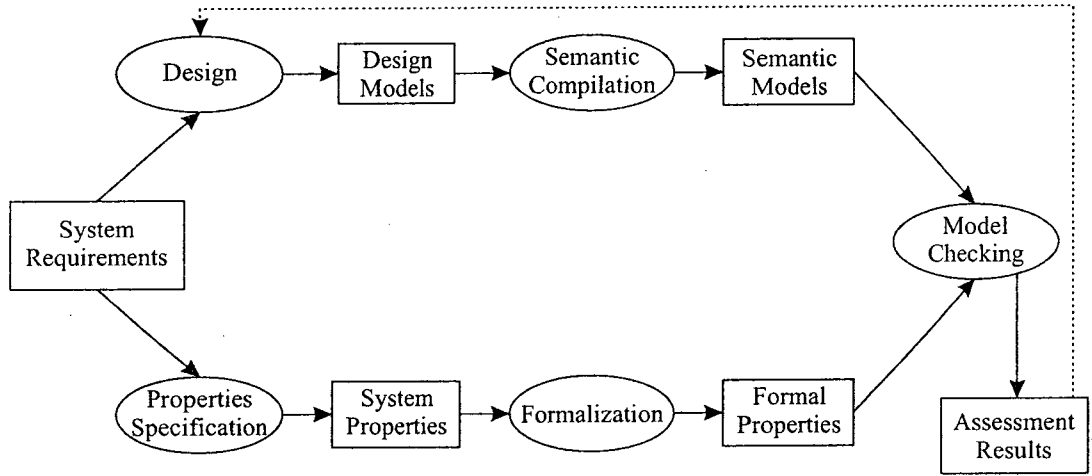 Design
Design
Models
Semantic
Compilation
Semantic
Models
System
Requirements
Model
Checking
Properties
Specification
System
Properties
Formalization
Formal
Properties
Assessment
Results